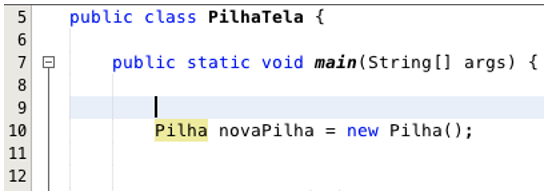 5 public class PilhaTela {
6
7 public static void main(String[] args) {
8
9
10 Pilha novaPilha = new Pilha();
11
12